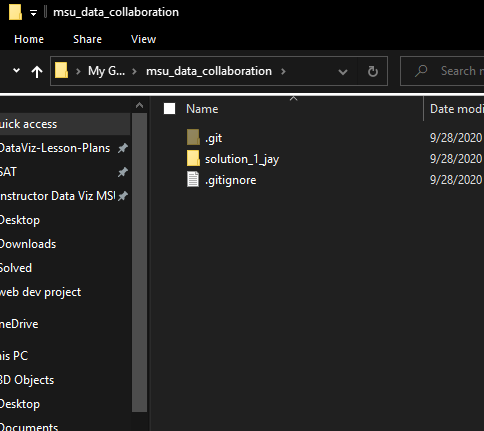 msu_data_collaboration
Home Share View
My G... msu_data_collaboration Search
Name Date modi
uick access
DataViz-Lesson-Plans
SAT
nstructor Data Viz MSU
Desktop
Downloads
Solved
web dev project
neDrive
his PC
3D Objects
Desktop
Documents
.git 9/28/2020
solution_1_jay 9/28/2020
.gitignore 9/28/2020